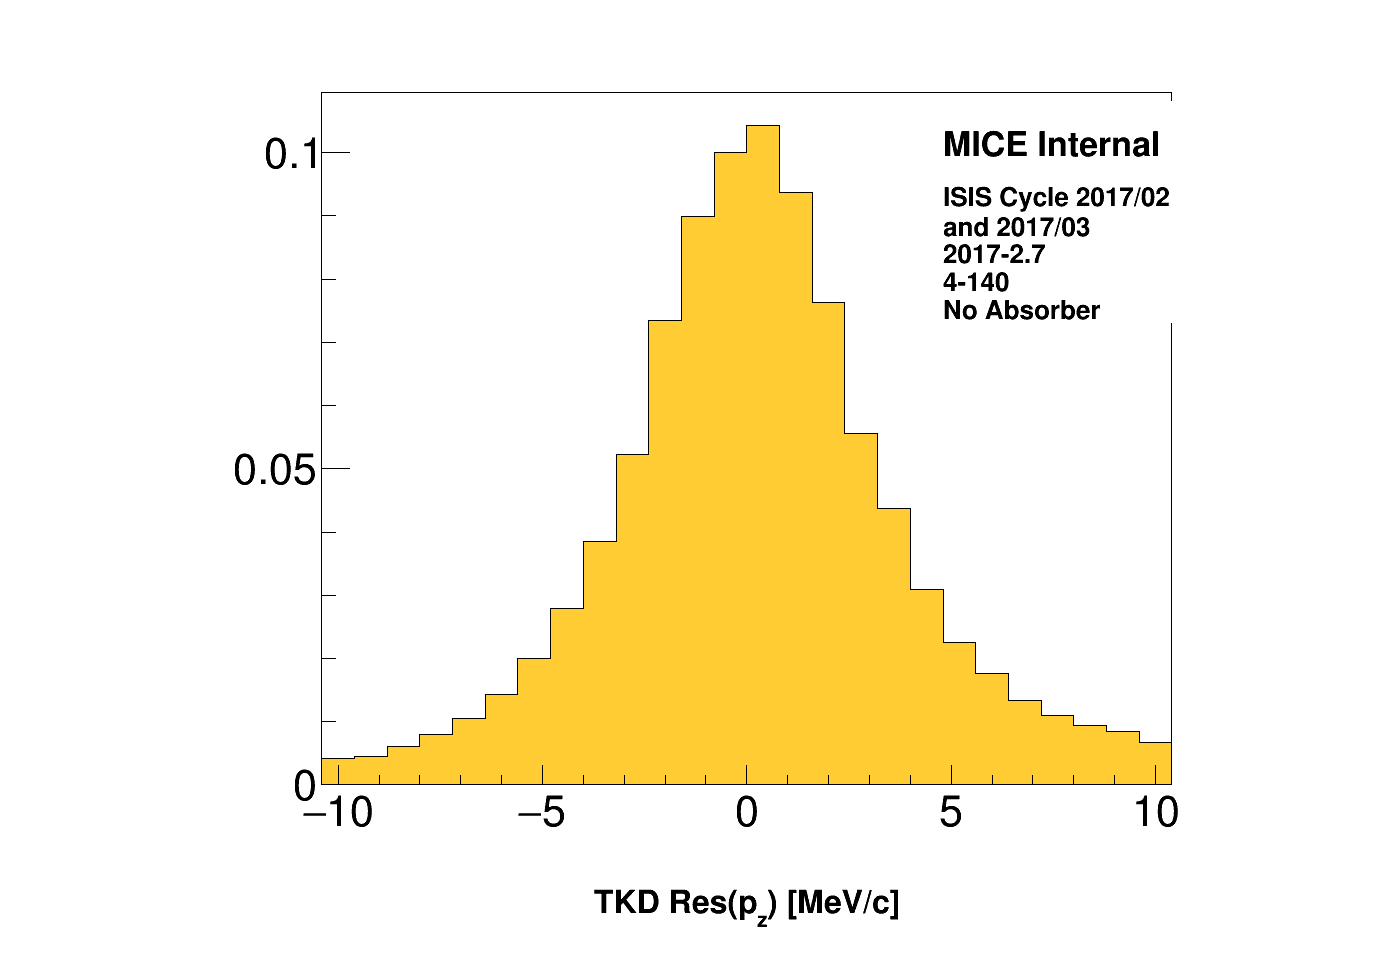 MICE Internal
ISIS Cycle 2017/02
and 2017/03
2017-2.7
4-140
No Absorber
0.1
0.05
0
−10 −5 0 5 10
TKD Res(pz) [MeV/c]